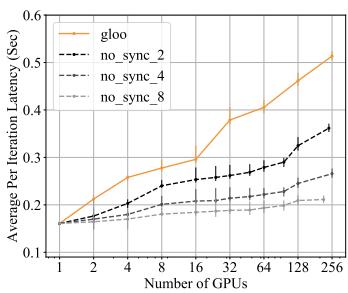 gloo
no_sync_2
no_sync_4
no_sync_8
0.6
0.5
0.4
0.3
0.2
0.1
Average Per Iteration Latency (Sec)
1 2 4 8 16 32 64 128 256
Number of GPUs